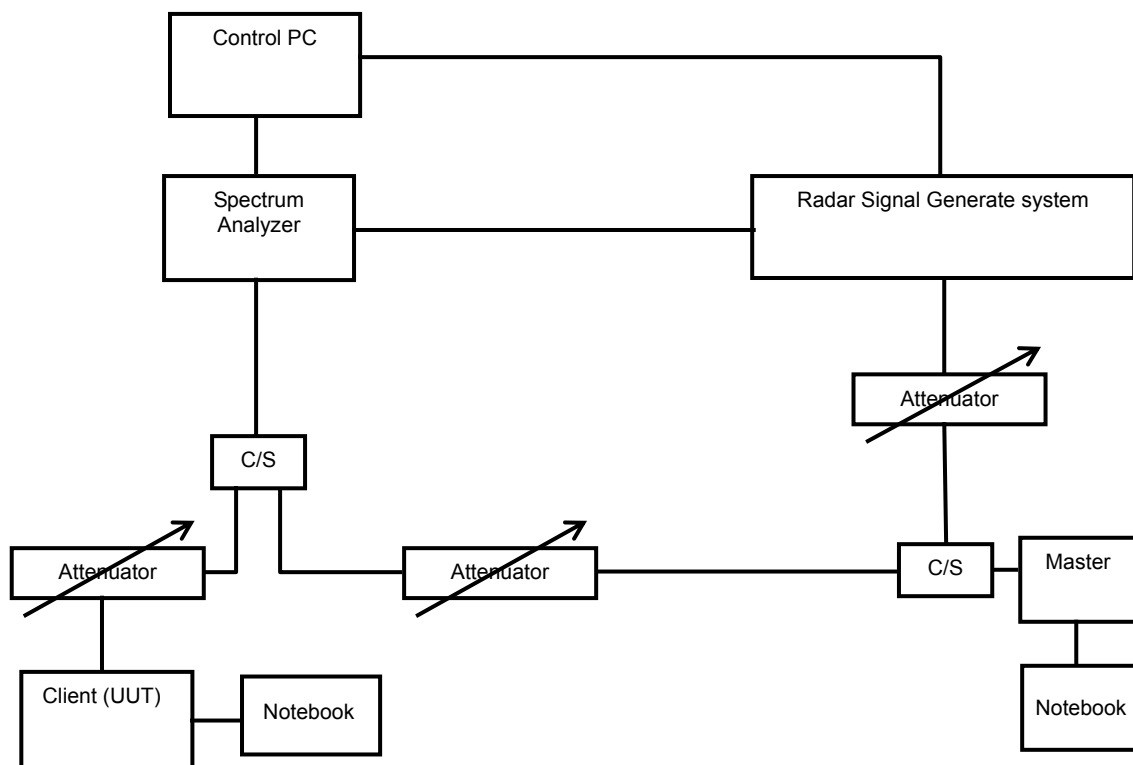 Control PC
Spectrum
Analyzer
Radar Signal Generate system
Attenuator
C/S
Attenuator
Attenuator
C/S
Master
Client (UUT)
Notebook
Notebook